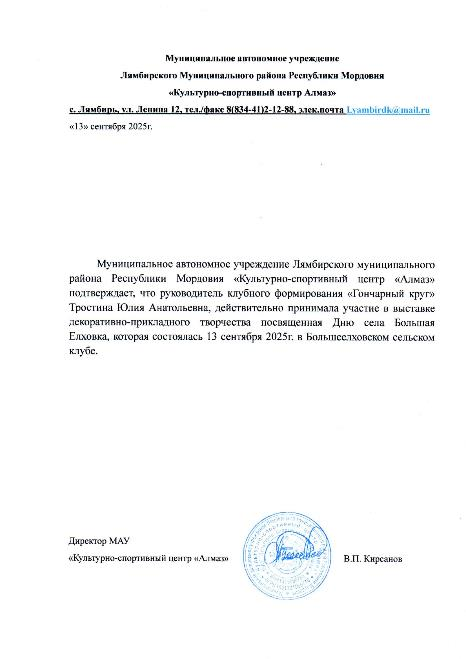 Муниципальное автономное учреждение
Лямбирского Муниципального района Республики Мордовия
«Культурно-спортивный центр Алмаз»
с. Лямбирь, ул. Ленина 12, тел./факс 8(834-41)2-12-88, элек.почта Lyambirdk@mail.ru
«13» сентября 2025г.
Муниципальное автономное учреждение Лямбирского муниципального
района Республики Мордовия «Культурно-спортивный центр «Алмаз»
подтверждает, что руководитель клубного формирования «Гончарный круг»
Тростина Юлия Анатольевна, действительно принимала участие в выставке
декоративно-прикладного творчества посвященная Дню села Большая
Елховка, которая состоялась 13 сентября 2025г. в Большеелховском сельском
клубе.
Директор МАУ
«Культурно-спортивный центр «Алмаз»
В.П. Кирсанов